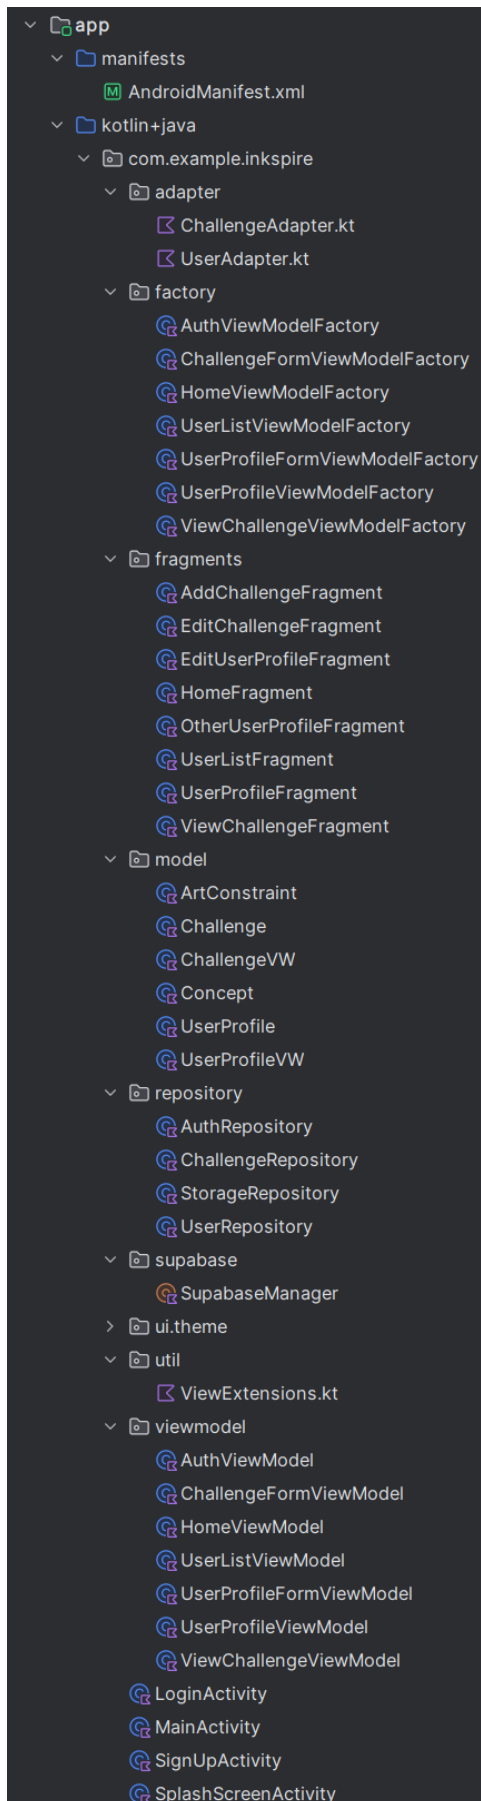 app
manifests
AndroidManifest.xml
kotlin+java
com.example.inkspire
adapter
ChallengeAdapter.kt
UserAdapter.kt
factory
AuthViewModelFactory
ChallengeFormViewModelFactory
HomeViewModelFactory
UserListViewModelFactory
UserProfileFormViewModelFactory
UserProfileViewModelFactory
ViewChallengeViewModelFactory
fragments
AddChallengeFragment
EditChallengeFragment
EditUserProfileFragment
HomeFragment
OtherUserProfileFragment
UserListFragment
UserProfileFragment
ViewChallengeFragment
model
ArtConstraint
Challenge
ChallengeVW
Concept
UserProfile
UserProfileVW
repository
AuthRepository
ChallengeRepository
StorageRepository
UserRepository
supabase
SupabaseManager
ui.theme
util
ViewExtensions.kt
viewmodel
AuthViewModel
ChallengeFormViewModel
HomeViewModel
UserListViewModel
UserProfileFormViewModel
UserProfileViewModel
ViewChallengeViewModel
LoginActivity
MainActivity
SignUpActivity
SplashScreenActivity